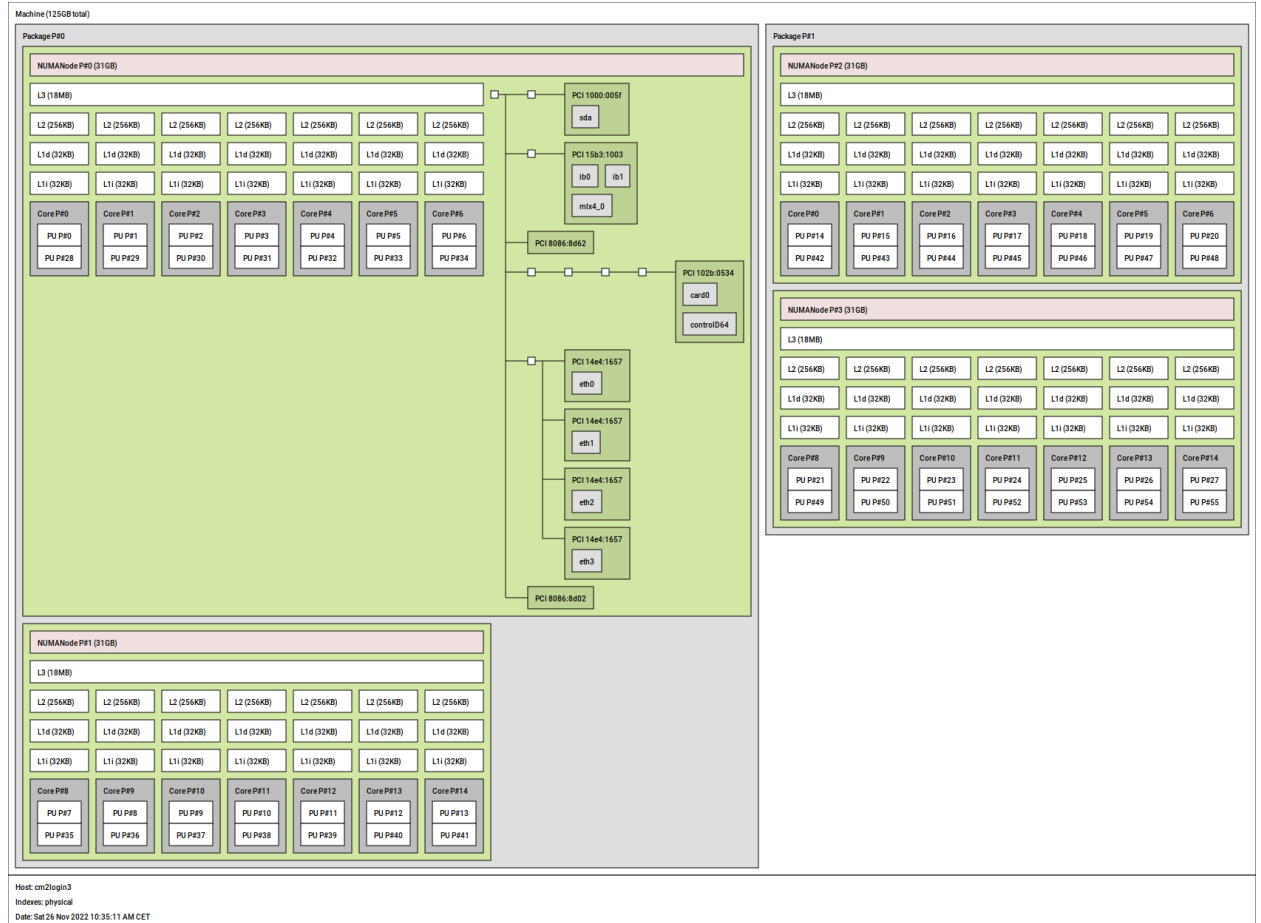 Machine (125GB total)
Package P#0
NUMANode P#0 (31GB)
L3 (18MB)
L2 (256KB) L2 (256KB) L2 (256KB) L2 (256KB) L2 (256KB) L2 (256KB) L2 (256KB)
L1d (32KB) L1d (32KB) L1d (32KB) L1d (32KB) L1d (32KB) L1d (32KB) L1d (32KB)
L1i (32KB) L1i (32KB) L1i (32KB) L1i (32KB) L1i (32KB) L1i (32KB) L1i (32KB)
Core P#0 Core P#1 Core P#2 Core P#3 Core P#4 Core P#5 Core P#6
PU P#0 PU P#1 PU P#2 PU P#3 PU P#4 PU P#5 PU P#6
PU P#28 PU P#29 PU P#30 PU P#31 PU P#32 PU P#33 PU P#34
PCI 1000:005f
sda
PCI 15b3:1003
ib0 ib1
mlx4_0
PCI 8086:8d62
PCI 102b:0534
card0
controlD64
PCI 14e4:1657
eth0
PCI 14e4:1657
eth1
PCI 14e4:1657
eth2
PCI 14e4:1657
eth3
PCI 8086:8d02
NUMANode P#1 (31GB)
L3 (18MB)
L2 (256KB) L2 (256KB) L2 (256KB) L2 (256KB) L2 (256KB) L2 (256KB) L2 (256KB)
L1d (32KB) L1d (32KB) L1d (32KB) L1d (32KB) L1d (32KB) L1d (32KB) L1d (32KB)
L1i (32KB) L1i (32KB) L1i (32KB) L1i (32KB) L1i (32KB) L1i (32KB) L1i (32KB)
Core P#8 Core P#9 Core P#10 Core P#11 Core P#12 Core P#13 Core P#14
PU P#7 PU P#8 PU P#9 PU P#10 PU P#11 PU P#12 PU P#13
PU P#35 PU P#36 PU P#37 PU P#38 PU P#39 PU P#40 PU P#41
Package P#1
NUMANode P#2 (31GB)
L3 (18MB)
L2 (256KB) L2 (256KB) L2 (256KB) L2 (256KB) L2 (256KB) L2 (256KB) L2 (256KB)
L1d (32KB) L1d (32KB) L1d (32KB) L1d (32KB) L1d (32KB) L1d (32KB) L1d (32KB)
L1i (32KB) L1i (32KB) L1i (32KB) L1i (32KB) L1i (32KB) L1i (32KB) L1i (32KB)
Core P#0 Core P#1 Core P#2 Core P#3 Core P#4 Core P#5 Core P#6
PU P#14 PU P#15 PU P#16 PU P#17 PU P#18 PU P#19 PU P#20
PU P#42 PU P#43 PU P#44 PU P#45 PU P#46 PU P#47 PU P#48
NUMANode P#3 (31GB)
L3 (18MB)
L2 (256KB) L2 (256KB) L2 (256KB) L2 (256KB) L2 (256KB) L2 (256KB) L2 (256KB)
L1d (32KB) L1d (32KB) L1d (32KB) L1d (32KB) L1d (32KB) L1d (32KB) L1d (32KB)
L1i (32KB) L1i (32KB) L1i (32KB) L1i (32KB) L1i (32KB) L1i (32KB) L1i (32KB)
Core P#8 Core P#9 Core P#10 Core P#11 Core P#12 Core P#13 Core P#14
PU P#21 PU P#22 PU P#23 PU P#24 PU P#25 PU P#26 PU P#27
PU P#49 PU P#50 PU P#51 PU P#52 PU P#53 PU P#54 PU P#55
Host: cm2login3
Indexes: physical
Date: Sat 26 Nov 2022 10:35:11 AM CET